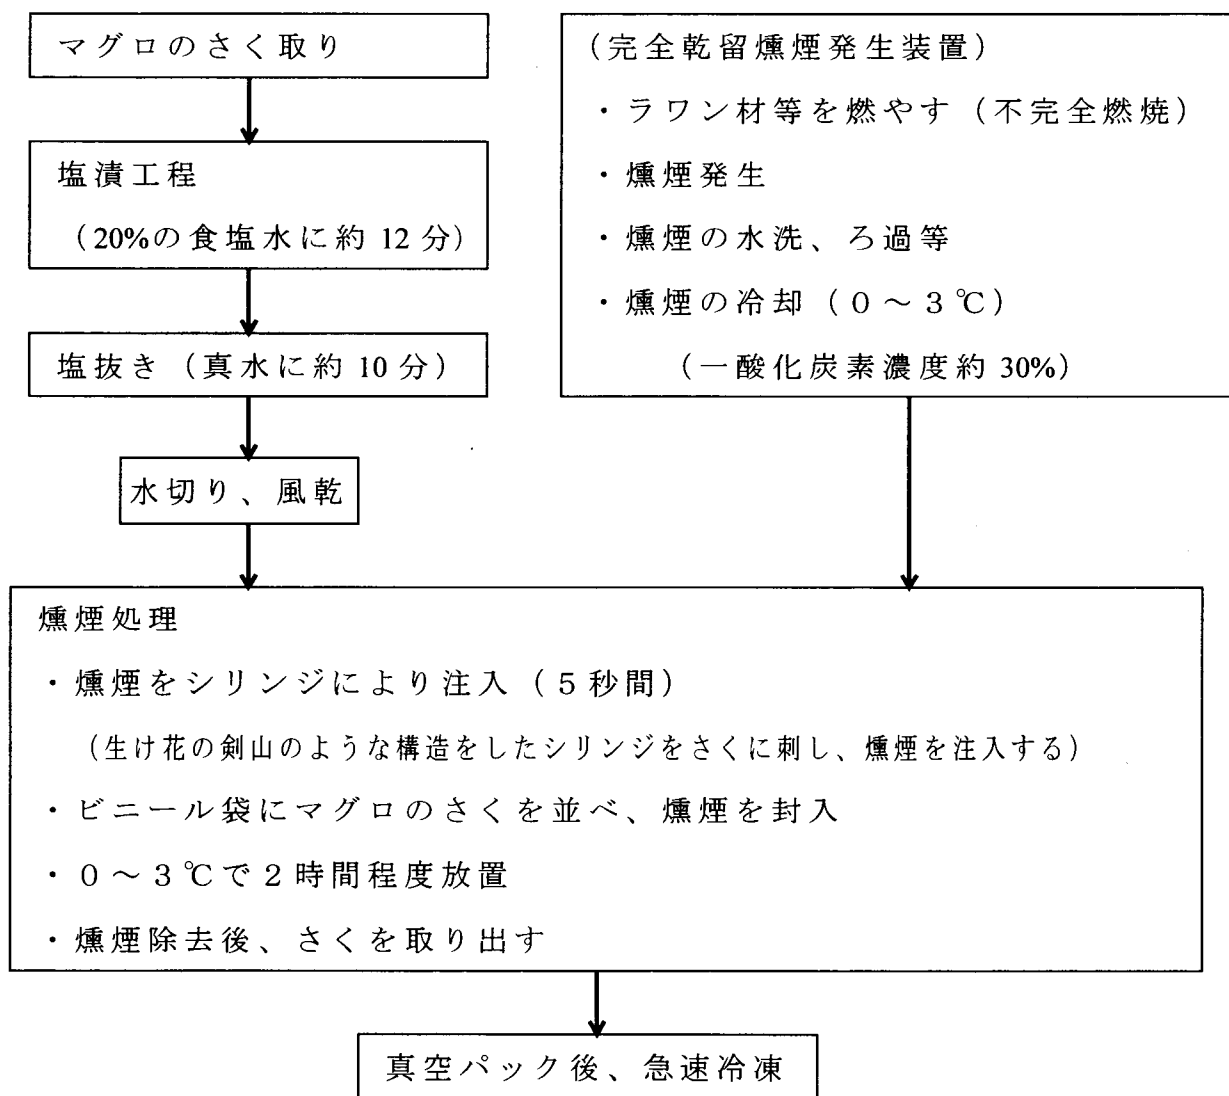 マグロのさく取り
塩漬工程
（20%の食塩水に約 12 分）
塩抜き（真水に約 10 分）
水切り、風乾
（完全乾留燻煙発生装置）
・ラワン材等を燃やす（不完全燃焼）
・燻煙発生
・燻煙の水洗、ろ過等
・燻煙の冷却（０～３℃）
（一酸化炭素濃度約 30%）
燻煙処理
・燻煙をシリンジにより注入（５秒間）
（生け花の剣山のような構造をしたシリンジをさくに刺し、燻煙を注入する）
・ビニール袋にマグロのさくを並べ、燻煙を封入
・０～３℃で２時間程度放置
・燻煙除去後、さくを取り出す
真空パック後、急速冷凍